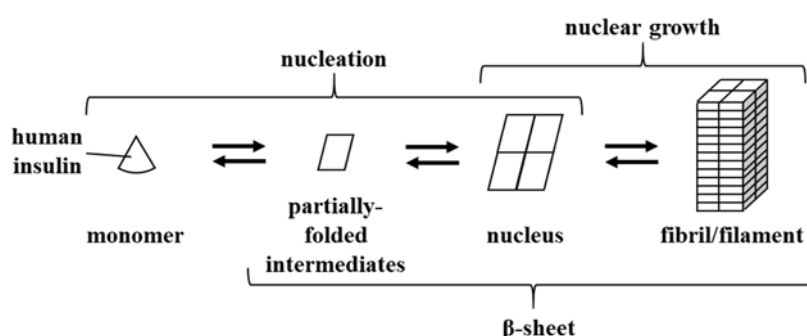 nuclear growth
nucleation
human
insulin
monomer
partially-
folded
intermediates
nucleus
fibril/filament
β-sheet